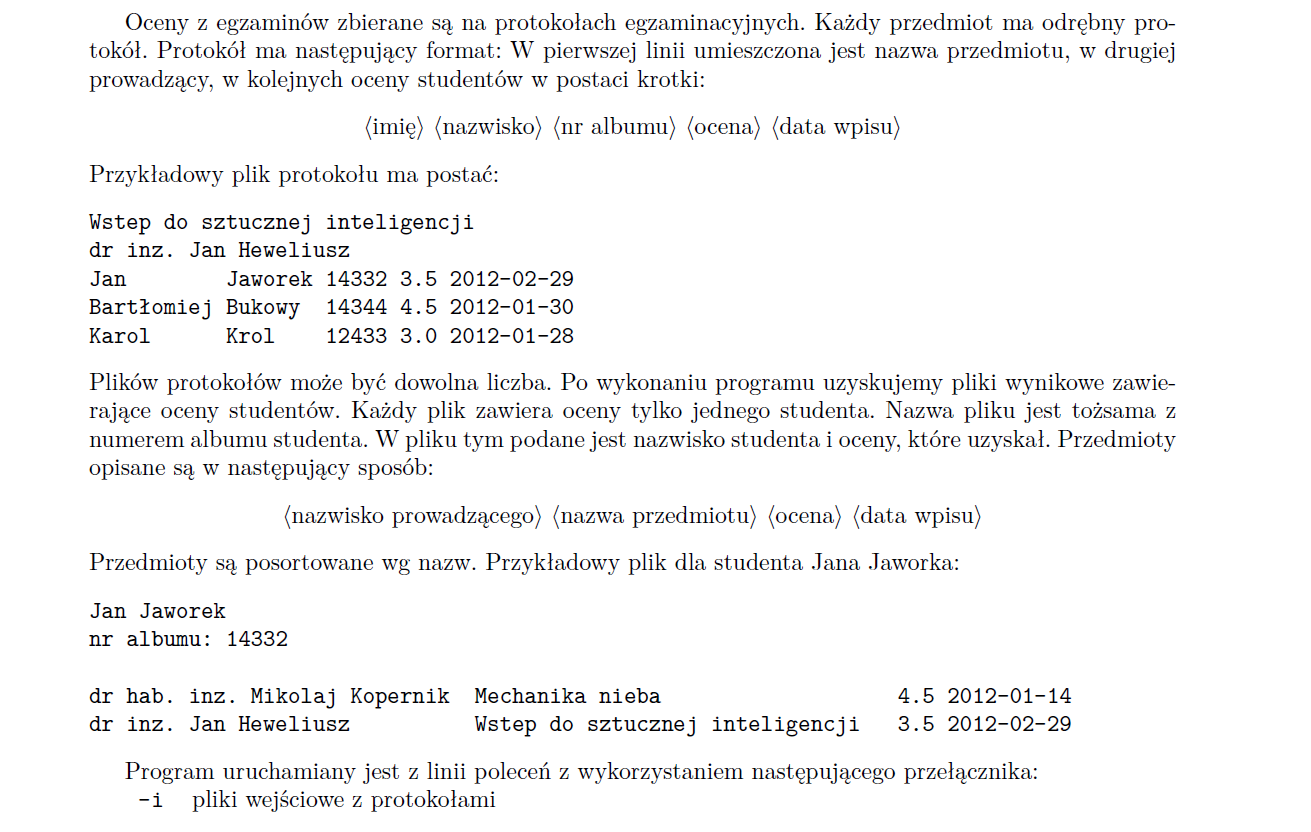 Oceny z egzaminów zbierane są na protokołach egzaminacyjnych. Każdy przedmiot ma odrębny pro-
tokół. Protokół ma następujący format: W pierwszej linii umieszczona jest nazwa przedmiotu, w drugiej
prowadzący, w kolejnych oceny studentów w postaci krotki:
⟨imię⟩ ⟨nazwisko⟩ ⟨nr albumu⟩ ⟨ocena⟩ ⟨data wpisu⟩
Przykładowy plik protokołu ma postać:
Wstep do sztucznej inteligencji
dr inz. Jan Heweliusz
Jan        Jaworek 14332 3.5 2012-02-29
Bartłomiej Bukowy  14344 4.5 2012-01-30
Karol      Krol    12433 3.0 2012-01-28
Plików protokołów może być dowolna liczba. Po wykonaniu programu uzyskujemy pliki wynikowe zawie-
rające oceny studentów. Każdy plik zawiera oceny tylko jednego studenta. Nazwa pliku jest tożsama z
numerem albumu studenta. W pliku tym podane jest nazwisko studenta i oceny, które uzyskał. Przedmioty
opisane są w następujący sposób:
⟨nazwisko prowadzącego⟩ ⟨nazwa przedmiotu⟩ ⟨ocena⟩ ⟨data wpisu⟩
Przedmioty są posortowane wg nazw. Przykładowy plik dla studenta Jana Jaworka:
Jan Jaworek
nr albumu: 14332
dr hab. inz. Mikolaj Kopernik  Mechanika nieba                   4.5 2012-01-14
dr inz. Jan Heweliusz          Wstep do sztucznej inteligencji   3.5 2012-02-29
Program uruchamiany jest z linii poleceń z wykorzystaniem następującego przełącznika:
-i pliki wejściowe z protokołami